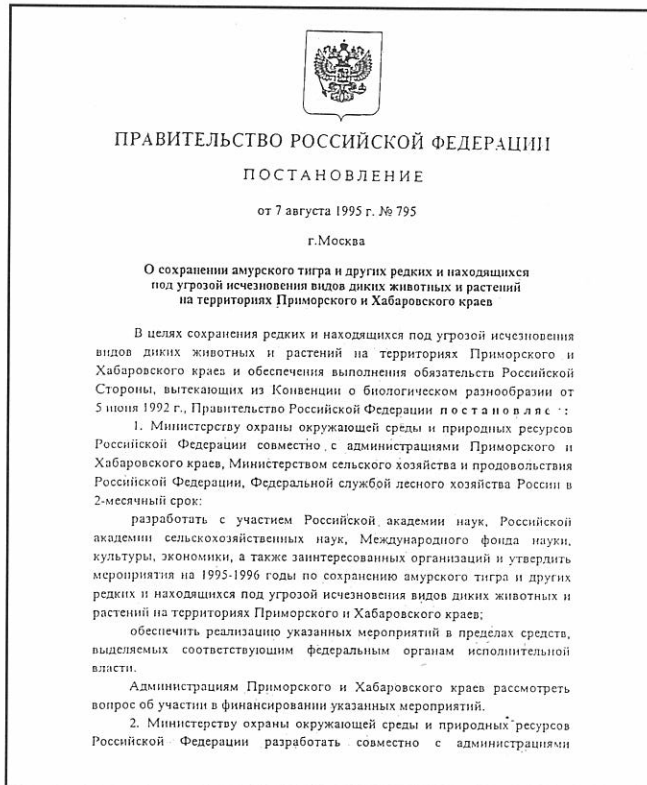 ПРАВИТЕЛЬСТВО РОССИЙСКОЙ ФЕДЕРАЦИИ
ПОСТАНОВЛЕНИЕ
от 7 августа 1995 г. № 795
г.Москва
О сохранении амурского тигра и других редких и находящихся
под угрозой исчезновения видов диких животных и растений
на территориях Приморского и Хабаровского краев
В целях сохранения редких и находящихся под угрозой исчезновения
видов диких животных и растений на территориях Приморского и
Хабаровского краев и обеспечения выполнения обязательств Российской
Стороны, вытекающих из Конвенции о биологическом разнообразии от
5 июня 1992 г., Правительство Российской Федерации
1. Министерству охраны окружающей среды и природных ресурсов
Российской Федерации совместно с администрациями Приморского и
Хабаровского краев, Министерством сельского хозяйства и продовольствия
Российской Федерации, Федеральной службой лесного хозяйства России в
2-месячный срок:
разработать с участием Российской академии наук, Российской
академии сельскохозяйственных наук, Международного фонда науки,
культуры, экономики, а также заинтересованных организаций и утвердить
мероприятия на 1995-1996 годы по сохранению амурского тигра и других
редких и находящихся под угрозой исчезновения видов диких животных и
растений на территориях Приморского и Хабаровского краев;
обеспечить реализацию указанных мероприятий в пределах средств,
выделяемых соответствующим федеральным органам исполнительной
власти.
Администрациям Приморского и Хабаровского краев рассмотреть
вопрос об участии в финансировании указанных мероприятий.
2. Министерству охраны окружающей среды и природных ресурсов
Российской Федерации разработать совместно с администрациями